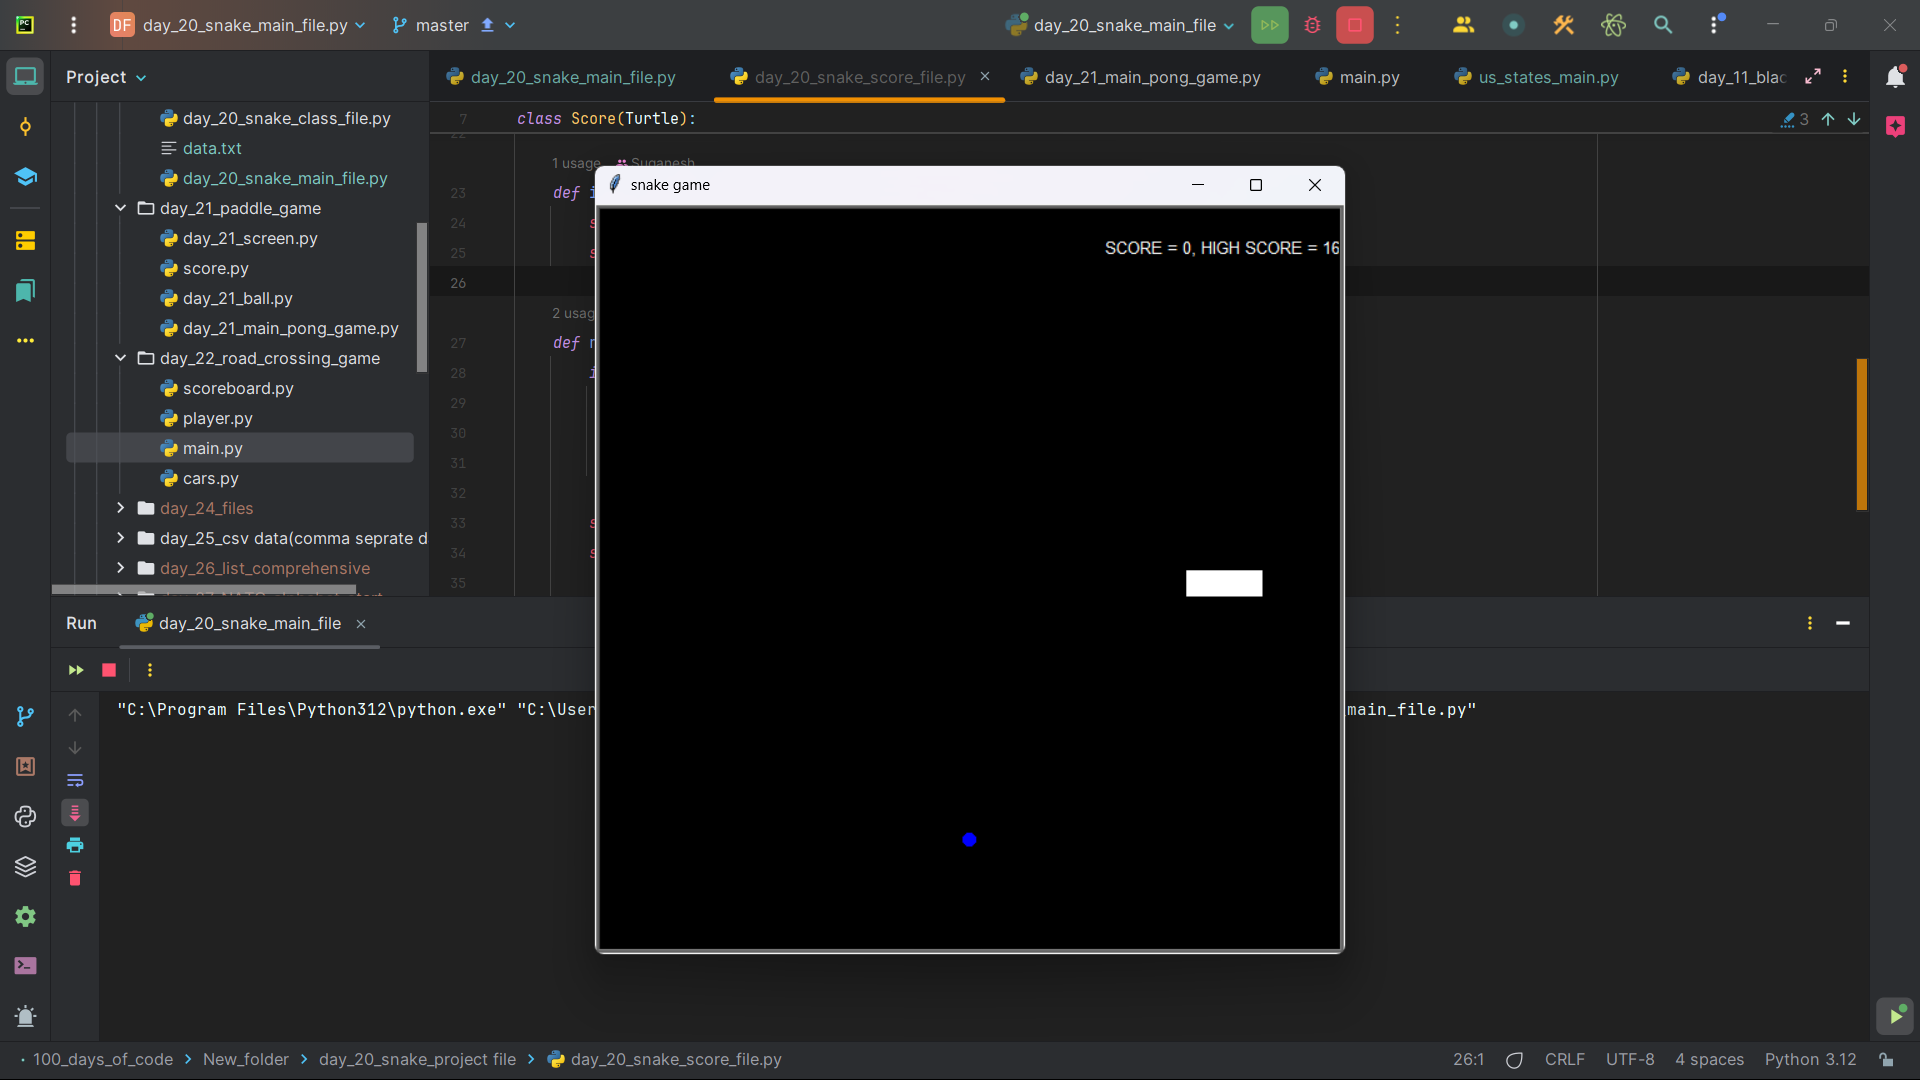 DF day_20_snake_main_file.py master day_20_snake_main_file
Project
day_20_snake_class_file.py
data.txt
day_20_snake_main_file.py
day_21_paddle_game
day_21_screen.py
score.py
day_21_ball.py
day_21_main_pong_game.py
day_22_road_crossing_game
scoreboard.py
player.py
main.py
cars.py
day_24_files
day_25_csv data(comma seprate d
day_26_list_comprehensive
day_20_snake_main_file.py day_20_snake_score_file.py day_21_main_pong_game.py main.py us_states_main.py day_11_blac
7 class Score(Turtle): 3
22
1 usage Suganesh
23 def i
24 s
25 s
26
2 usag
27 def r
28 i
29
30
31
32
33 s
34 s
35
snake game
SCORE = 0, HIGH SCORE = 16
Run day_20_snake_main_file
"C:\Program Files\Python312\python.exe" "C:\User main_file.py"
100_days_of_code > New_folder > day_20_snake_project file > day_20_snake_score_file.py
26:1 CRLF UTF-8 4 spaces Python 3.12